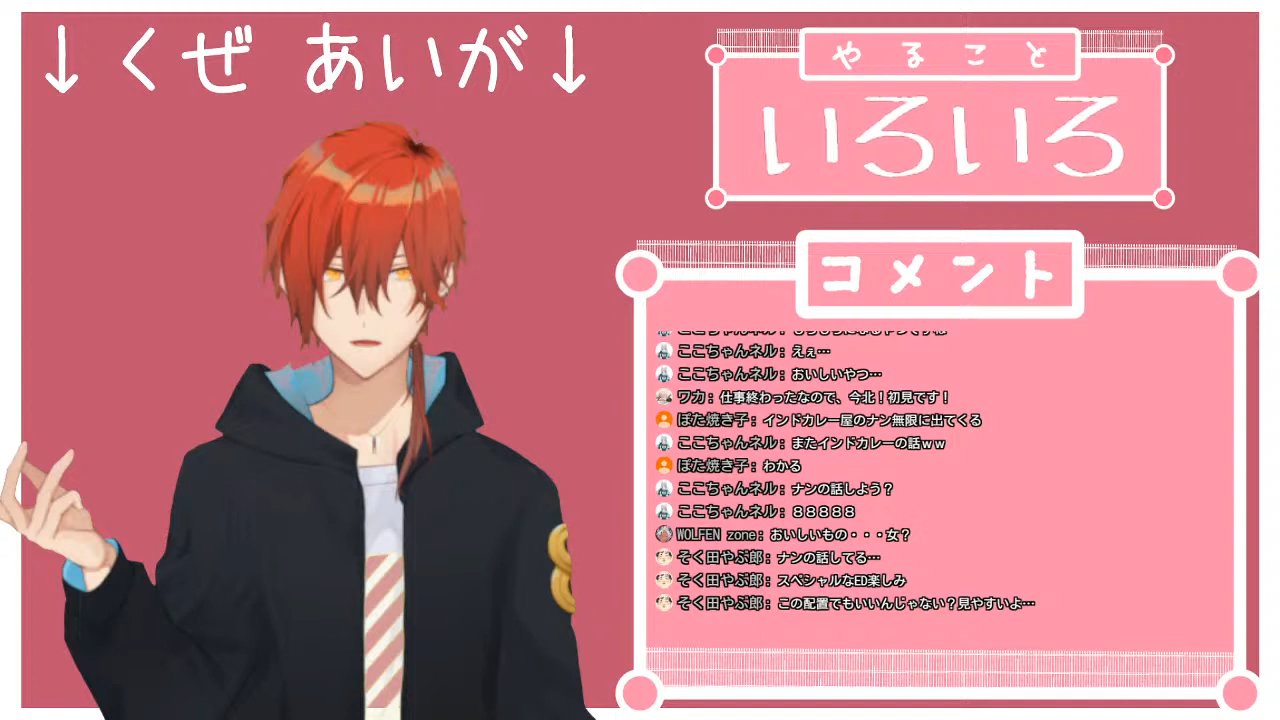 ↓くぜ あいが↓
やること
いろいろ
コメント
ここちゃんネル：えぇ…
ここちゃんネル：おいしいやつ…
ワカ：仕事終わったなので、今北！初見です！
ぽた焼き子：インドカレー屋のナン無限に出てくる
ここちゃんネル：またインドカレーの話ｗｗ
ぽた焼き子：わかる
ここちゃんネル：ナンの話しよう？
ここちゃんネル：８８８８８
WOLFEN zone：おいしいもの・・・女？
そく田やぶ郎：ナンの話してる…
そく田やぶ郎：スペシャルなED楽しみ
そく田やぶ郎：この配置でもいいんじゃない？見やすいよ…